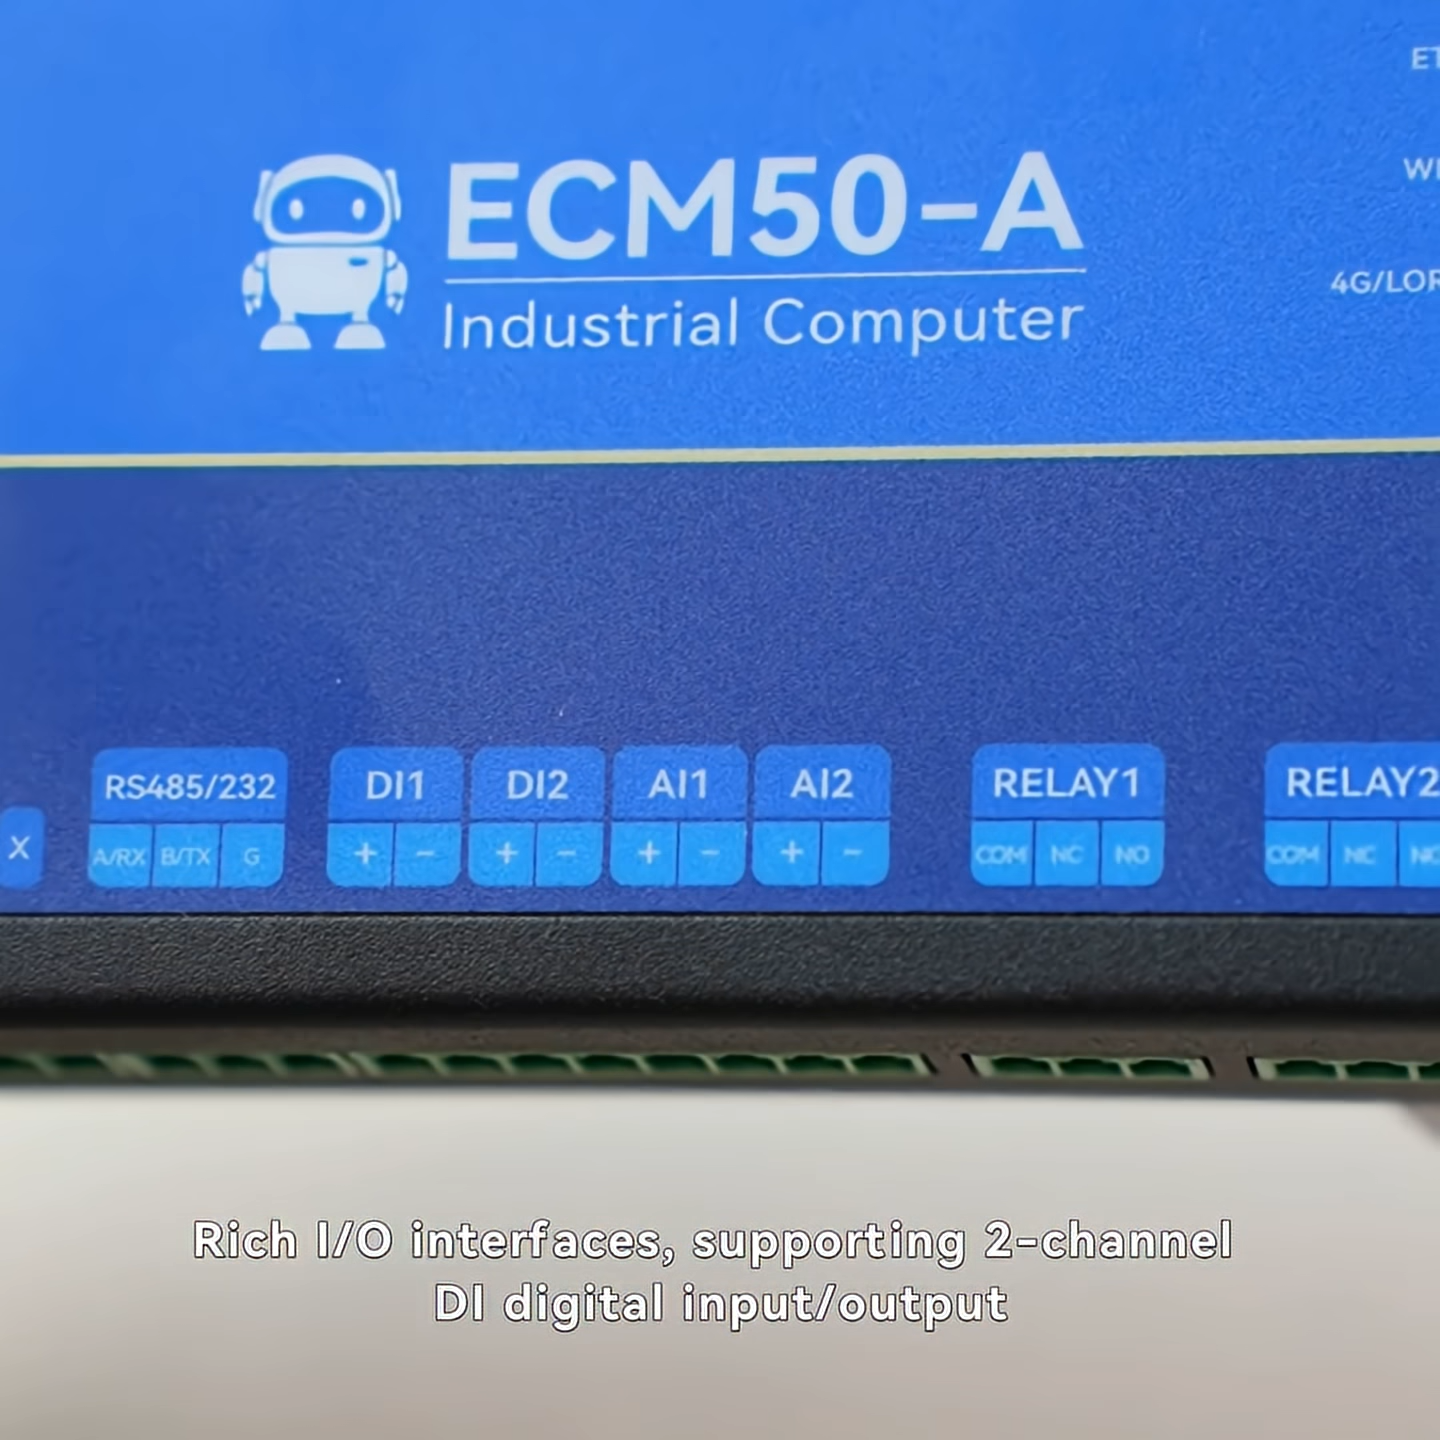 ECM50-A
Industrial Computer
ET
4G/LOR
X
RS485/232
A/RX B/TX G
DI1
+ -
DI2
+ -
AI1
+ -
AI2
+ -
RELAY1
COM NC NO
RELAY2
COM NC
Rich I/O interfaces, supporting 2-channel
DI digital input/output